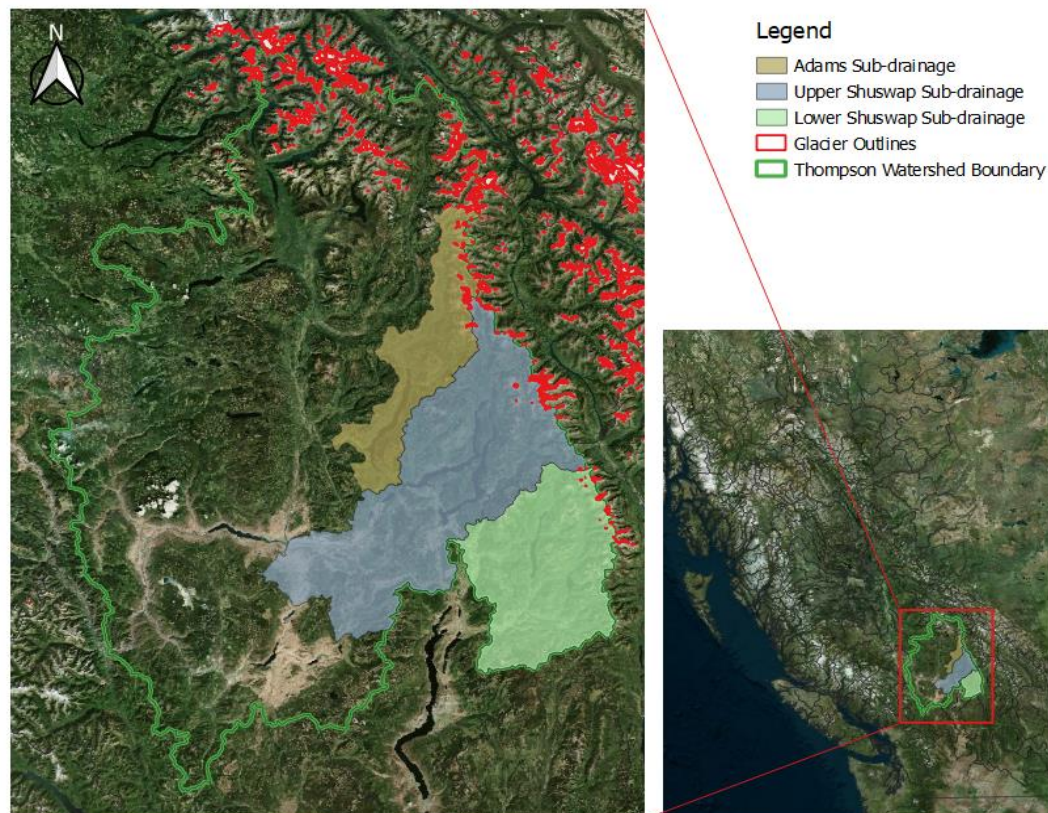 N
Legend
Adams Sub-drainage
Upper Shuswap Sub-drainage
Lower Shuswap Sub-drainage
Glacier Outlines
Thompson Watershed Boundary